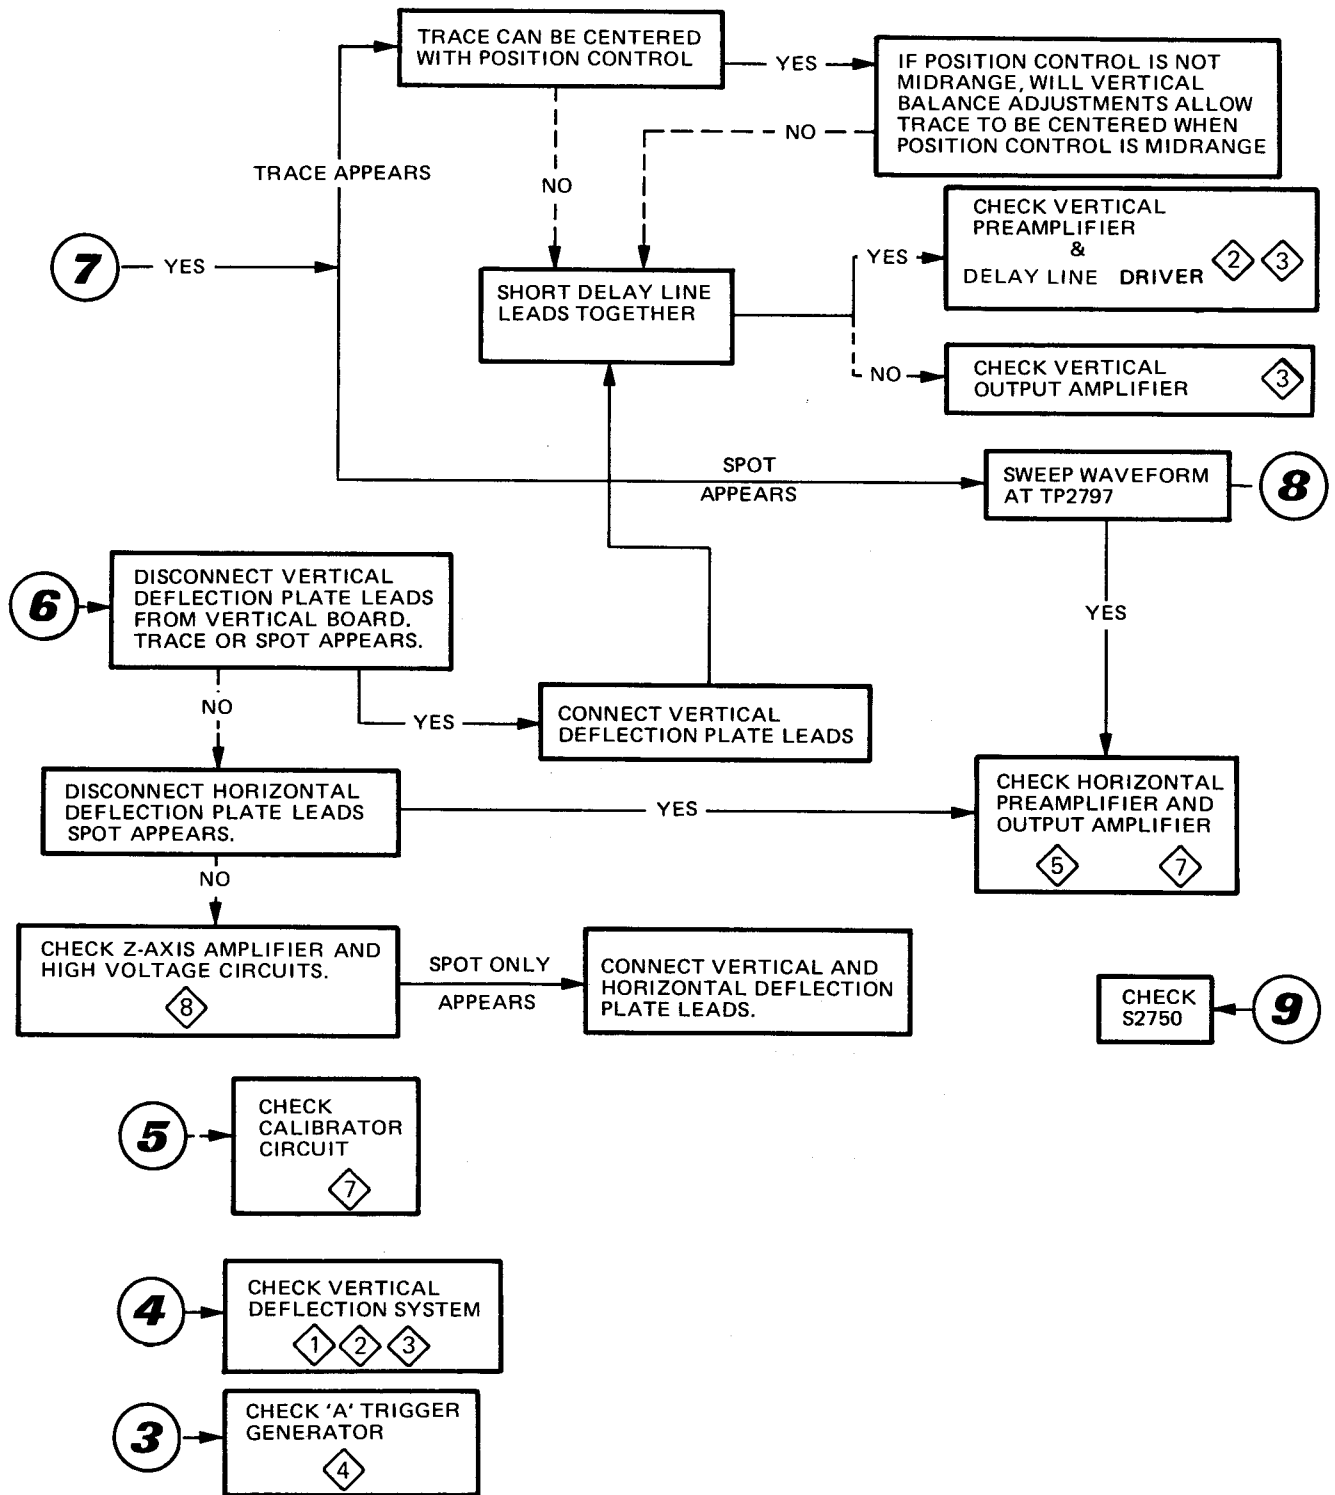 TRACE CAN BE CENTERED
WITH POSITION CONTROL
YES
IF POSITION CONTROL IS NOT
MIDRANGE, WILL VERTICAL
BALANCE ADJUSTMENTS ALLOW
TRACE TO BE CENTERED WHEN
POSITION CONTROL IS MIDRANGE
NO
NO
TRACE APPEARS
7
YES
SHORT DELAY LINE
LEADS TOGETHER
YES
CHECK VERTICAL
PREAMPLIFIER
&
DELAY LINE DRIVER
2 3
NO
CHECK VERTICAL
OUTPUT AMPLIFIER
3
SPOT
APPEARS
SWEEP WAVEFORM
AT TP2797
8
YES
6
DISCONNECT VERTICAL
DEFLECTION PLATE LEADS
FROM VERTICAL BOARD.
TRACE OR SPOT APPEARS.
NO
YES
CONNECT VERTICAL
DEFLECTION PLATE LEADS
DISCONNECT HORIZONTAL
DEFLECTION PLATE LEADS
SPOT APPEARS.
YES
CHECK HORIZONTAL
PREAMPLIFIER AND
OUTPUT AMPLIFIER
5 7
NO
CHECK Z-AXIS AMPLIFIER AND
HIGH VOLTAGE CIRCUITS.
8
SPOT ONLY
APPEARS
CONNECT VERTICAL AND
HORIZONTAL DEFLECTION
PLATE LEADS.
CHECK
S2750
9
5
CHECK
CALIBRATOR
CIRCUIT
7
4
CHECK VERTICAL
DEFLECTION SYSTEM
1 2 3
3
CHECK 'A' TRIGGER
GENERATOR
4